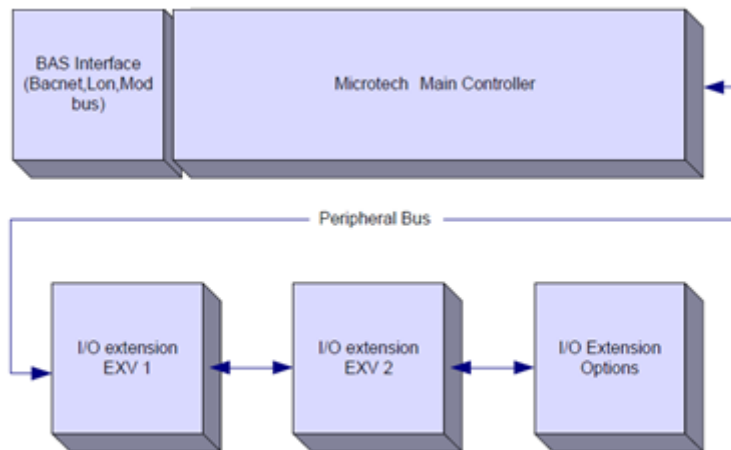 BAS Interface
(Bacnet,Lon,Mod
bus)
Microtech Main Controller
Peripheral Bus
I/O extension
EXV 1
I/O extension
EXV 2
I/O Extension
Options